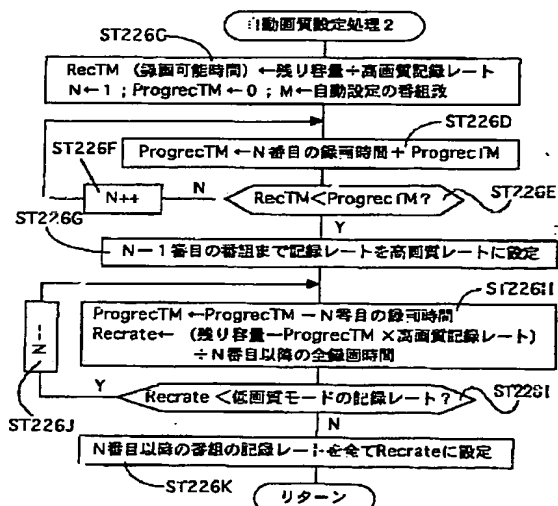 ST226C
自動画質設定処理2
RecTM (録画可能時間) ←残り容量÷高画質記録レート
N←1 ; ProgrecTM←0 ; M←自動設定の番組数
ST226D
ProgrecTM←N番目の録画時間+ProgrecTM
ST226F
N++
N
RecTM<ProgrecTM?
ST226E
ST226G
Y
N-1番目の番組まで記録レートを高画質レートに設定
ST226H
ProgrecTM←ProgrecTM-N番目の録画時間
Recrate← (残り容量-ProgrecTM×高画質記録レート)
÷N番目以降の全録画時間
N--
Y
Recrate<低画質モードの記録レート?
ST226I
ST226J
N
N番目以降の番組の記録レートを全てRecrateに設定
ST226K
リターン